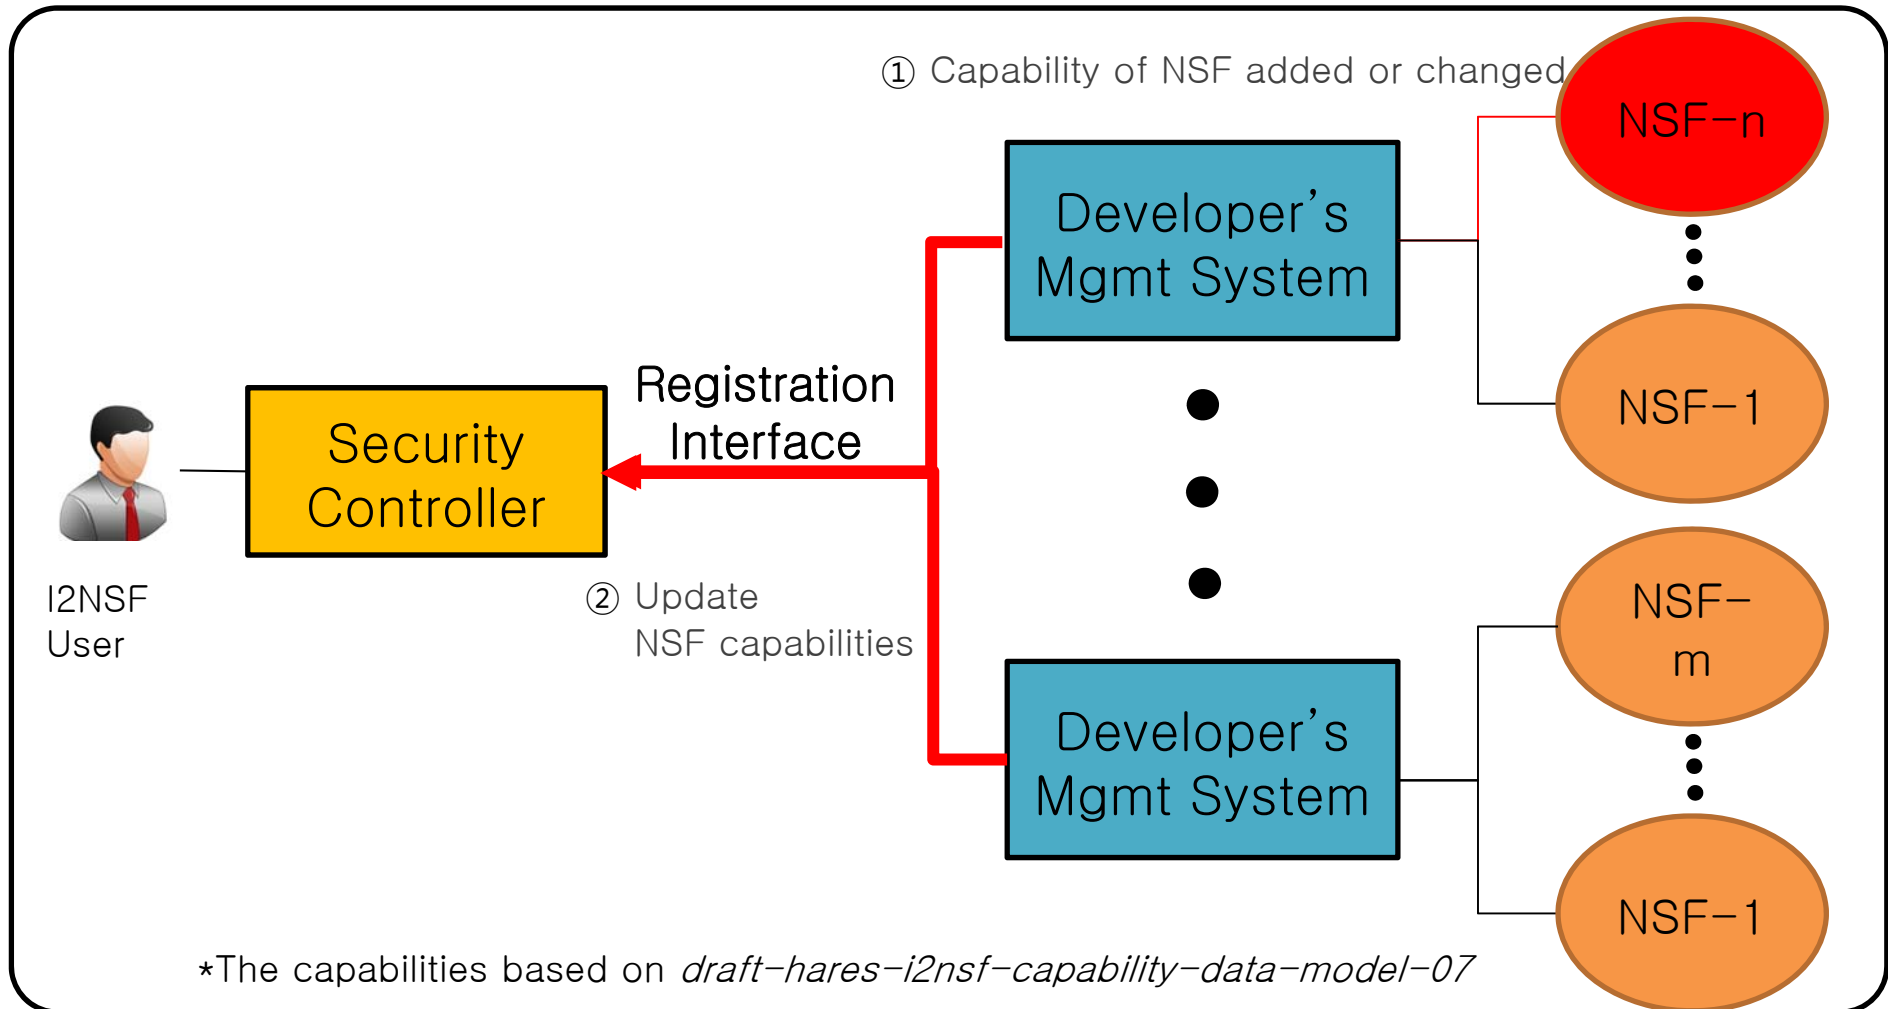 ① Capability of NSF added or changed
NSF-n
Developer's
Mgmt System
NSF-1
Registration
Interface
Security
Controller
I2NSF
User
② Update
NSF capabilities
NSF-
m
Developer's
Mgmt System
NSF-1
*The capabilities based on draft-hares-i2nsf-capability-data-model-07